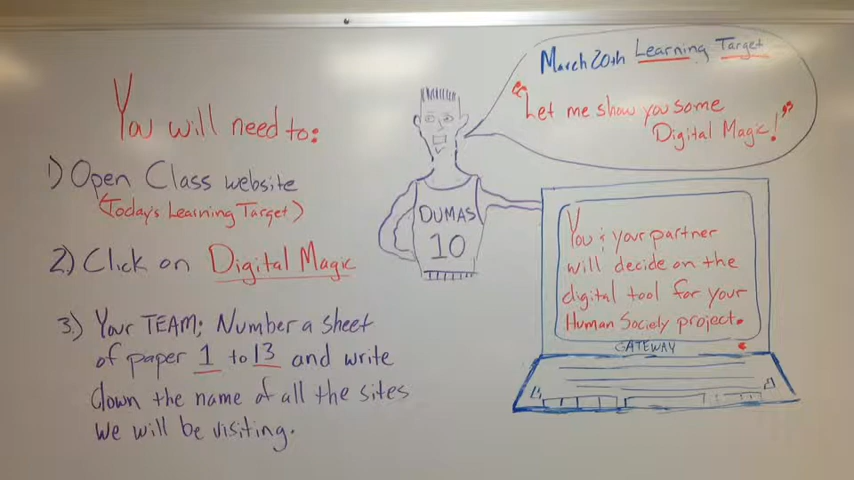 You will need to:
1) Open Class website
(Today's Learning Target)
2) Click on Digital Magic
3.) Your TEAM: Number a sheet
of paper 1 to 13 and write
down the name of all the sites
we will be visiting.
March 20th Learning Target
"Let me show you some
Digital Magic!"
DUMAS
10
You & your partner
will decide on the
digital tool for your
Human Society project.
GATEWAY